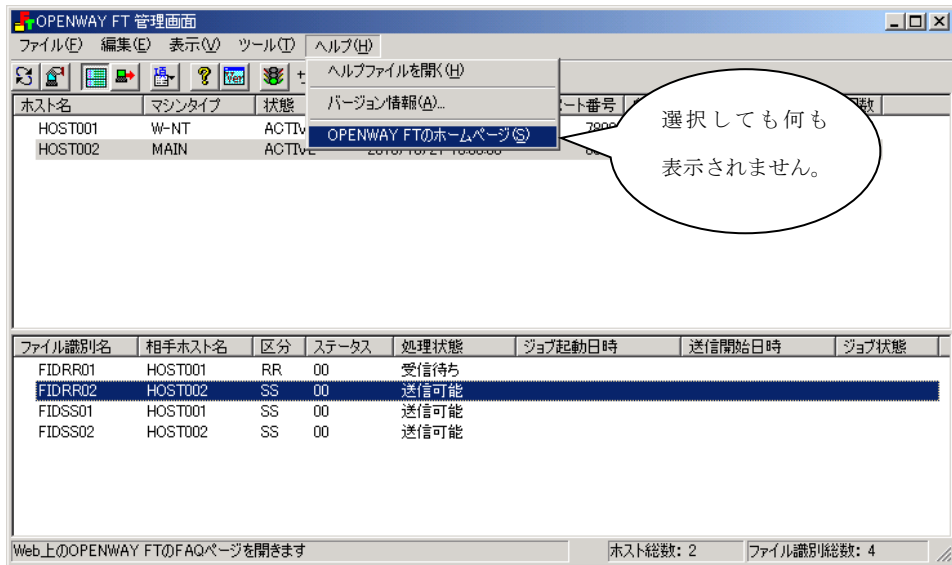 OPENWAY FT 管理画面
ファイル(F) 編集(E) 表示(V) ツール(T) ヘルプ(H)
Ver
ヘルプファイルを開く(H)
バージョン情報(A)...
OPENWAY FTのホームページ(S)
ホスト名 マシンタイプ 状態 ート番号 数
HOST001 W-NT ACTIV
HOST002 MAIN
選択しても何も
表示されません。
ファイル識別名 相手ホスト名 区分 ステータス 処理状態 ジョブ起動日時 送信開始日時 ジョブ状態
FIDRR01 HOST001 RR 00 受信待ち
FIDRR02 HOST002 SS 00 送信可能
FIDSS01 HOST001 SS 00 送信可能
FIDSS02 HOST002 SS 00 送信可能
Web上のOPENWAY FTのFAQページを開きます ホスト総数: 2 ファイル識別総数: 4